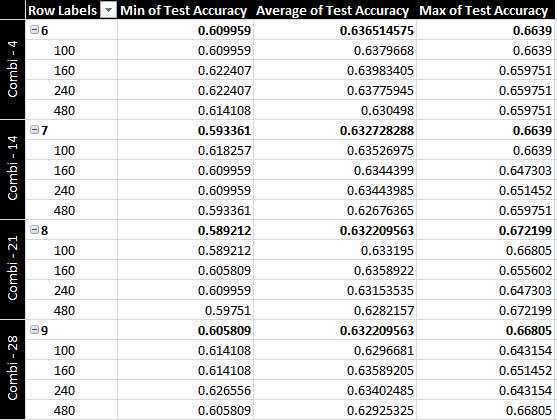 Row Labels Min of Test Accuracy Average of Test Accuracy Max of Test Accuracy
Combi - 4
6 0.609959 0.636514575 0.6639
100 0.609959 0.6379668 0.6639
160 0.622407 0.63983405 0.659751
240 0.622407 0.63775945 0.659751
480 0.614108 0.630498 0.659751
Combi - 14
7 0.593361 0.632728288 0.6639
100 0.618257 0.63526975 0.6639
160 0.609959 0.6344399 0.647303
240 0.609959 0.63443985 0.651452
480 0.593361 0.62676365 0.659751
Combi - 21
8 0.589212 0.632209563 0.672199
100 0.589212 0.633195 0.66805
160 0.605809 0.6358922 0.655602
240 0.609959 0.63153535 0.647303
480 0.59751 0.6282157 0.672199
Combi - 28
9 0.605809 0.632209563 0.66805
100 0.614108 0.6296681 0.643154
160 0.614108 0.63589205 0.651452
240 0.626556 0.63402485 0.643154
480 0.605809 0.62925325 0.66805